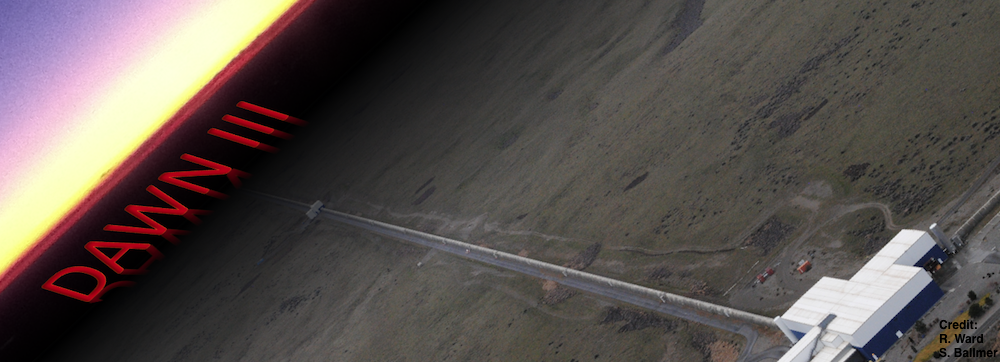 DAWN III
Credit:
R. Ward
S. Ballmer